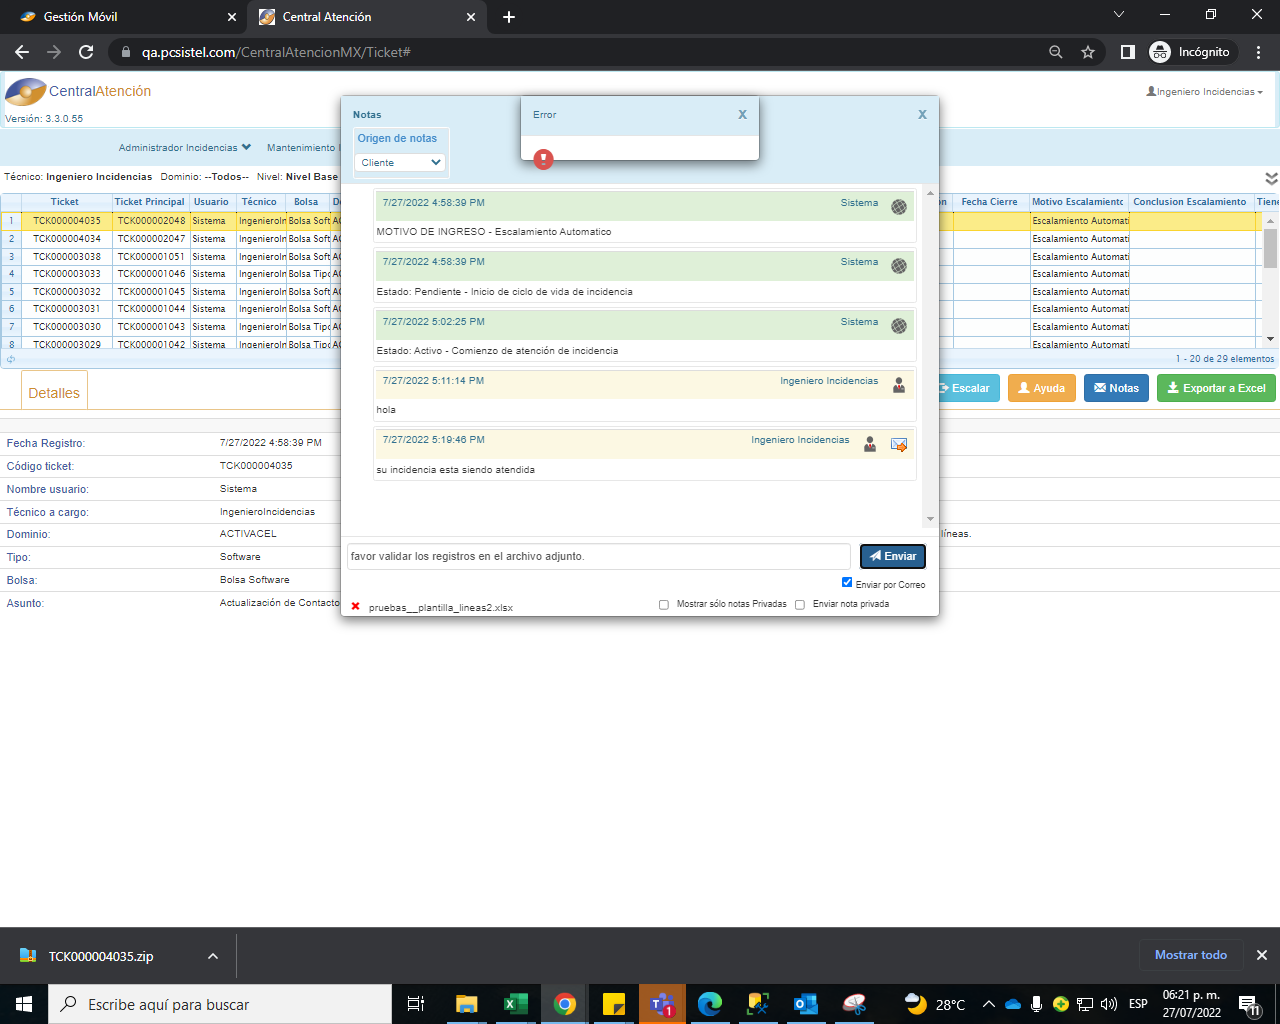 Gestión Móvil
Central Atención
qa.pcsistel.com/CentralAtencionMX/Ticket#
Incógnito
CentralAtención
Versión: 3.3.0.55
Ingeniero Incidencias
Administrador Incidencias
Mantenimiento
Técnico: Ingeniero Incidencias Dominio: --Todos-- Nivel: Nivel Base
Notas
Origen de notas
Cliente
Error
X
X
Ticket Ticket Principal Usuario Técnico Bolsa
Fecha Cierre Motivo Escalamiento Conclusion Escalamiento Tiene
1 TCK000004035 TCK000002048 Sistema IngenieroIn Bolsa Soft Escalamiento Automati
2 TCK000004034 TCK000002047 Sistema IngenieroIn Bolsa Soft Escalamiento Automati
3 TCK000003038 TCK000001051 Sistema IngenieroIn Bolsa Soft Escalamiento Automati
4 TCK000003033 TCK000001046 Sistema IngenieroIn Bolsa Tipo Escalamiento Automati
5 TCK000003032 TCK000001045 Sistema IngenieroIn Bolsa Soft Escalamiento Automati
6 TCK000003031 TCK000001044 Sistema IngenieroIn Bolsa Soft Escalamiento Automati
7 TCK000003030 TCK000001043 Sistema IngenieroIn Bolsa Tipo Escalamiento Automati
8 TCK000003029 TCK000001042 Sistema IngenieroIn Bolsa Soft Escalamiento Automati
1 - 20 de 29 elementos
7/27/2022 4:58:39 PM Sistema
MOTIVO DE INGRESO - Escalamiento Automatico
7/27/2022 4:58:39 PM Sistema
Estado: Pendiente - Inicio de ciclo de vida de incidencia
7/27/2022 5:02:25 PM Sistema
Estado: Activo - Comienzo de atención de incidencia
7/27/2022 5:11:14 PM Ingeniero Incidencias
hola
7/27/2022 5:19:46 PM Ingeniero Incidencias
su incidencia esta siendo atendida
favor validar los registros en el archivo adjunto.
Enviar
Enviar por Correo
pruebas__plantilla_lineas2.xlsx
Mostrar sólo notas Privadas
Enviar nota privada
Detalles
Escalar
Ayuda
Notas
Exportar a Excel
Fecha Registro: 7/27/2022 4:58:39 PM
Código ticket: TCK000004035
Nombre usuario: Sistema
Técnico a cargo: IngenieroIncidencias
Dominio: ACTIVACEL
líneas.
Tipo: Software
Bolsa: Bolsa Software
Asunto: Actualización de Contacto
TCK000004035.zip
Mostrar todo
Escribe aquí para buscar
1
28°C
ESP
06:21 p. m.
27/07/2022
11